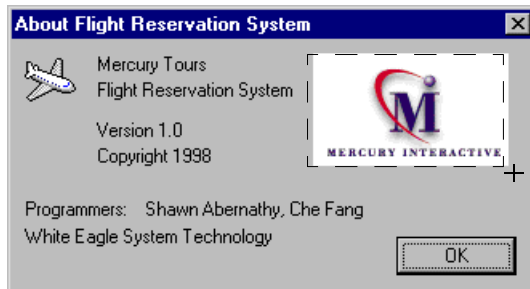 About Flight Reservation System
Mercury Tours
Flight Reservation System
Version 1.0
Copyright 1998
M
MERCURY INTERACTIVE
Programmers: Shawn Abernathy, Che Fang
White Eagle System Technology
OK